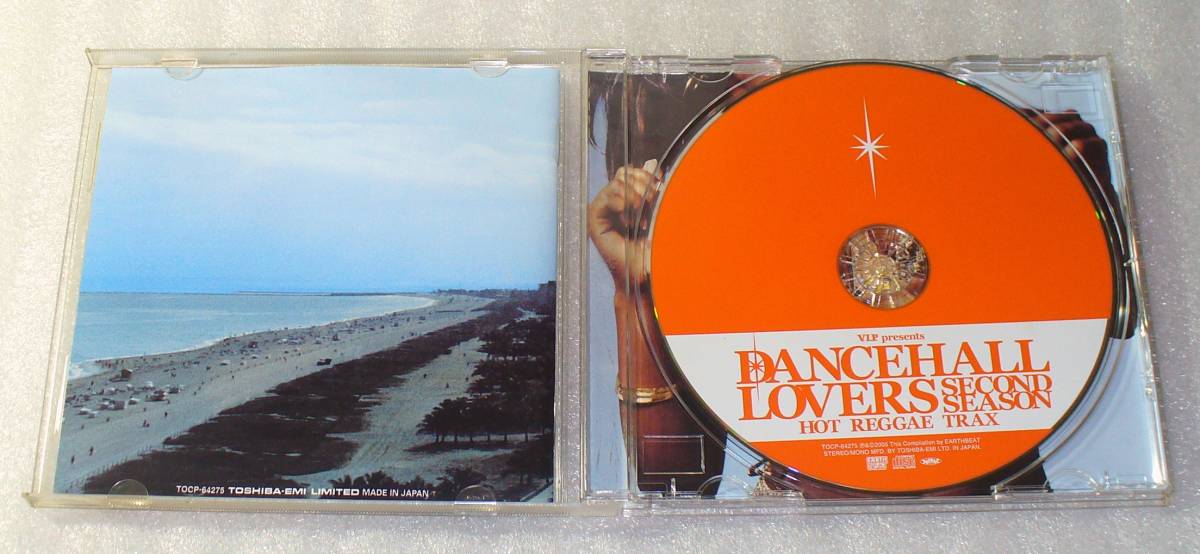 TOCP-64275 TOSHIBA-EMI LIMITED MADE IN JAPAN
V.I.P. presents
DANCEHALL
LOVERS SECOND SEASON
HOT REGGAE TRAX
TOCP-64275 ℗&©2005 This Compilation by EARTHBEAT
STEREO/MONO MFD. BY TOSHIBA-EMI LTD. IN JAPAN.